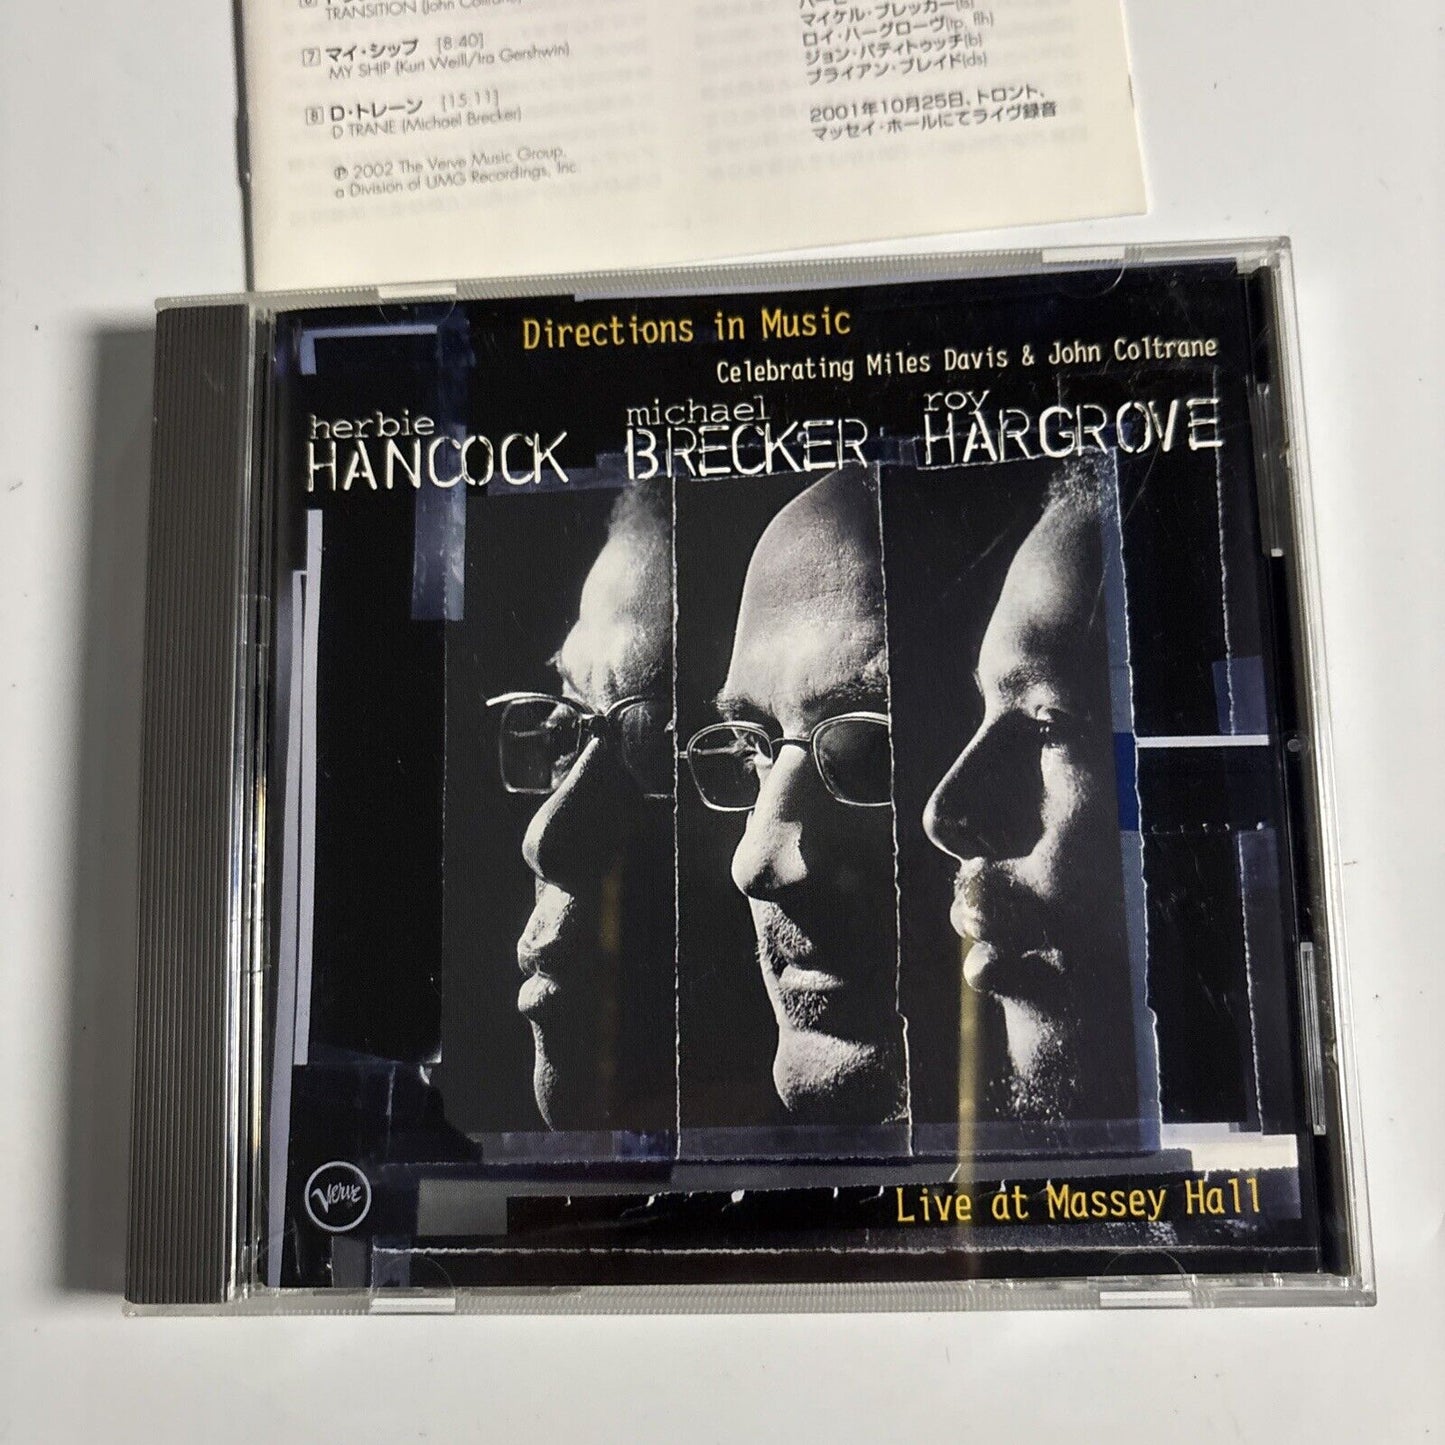 TRANSITION (John Coltrane)
7 マイ・シップ [8:40]
MY SHIP (Kurt Weill/Ira Gershwin)
8 D・トレーン [15:11]
D TRANE (Michael Brecker)
℗ 2002 The Verve Music Group,
a Division of UMG Recordings, Inc.
マイケル・ブレッカー(ts)
ロイ・ハーグローヴ(tp, flh)
ジョン・パティトゥッチ(b)
ブライアン・ブレイド(ds)
2001年10月25日、トロント、
マッセイ・ホールにてライヴ録音
Directions in Music
Celebrating Miles Davis & John Coltrane
herbie HANCOCK
michael BRECKER
roy HARGROVE
Verve
Live at Massey Hall